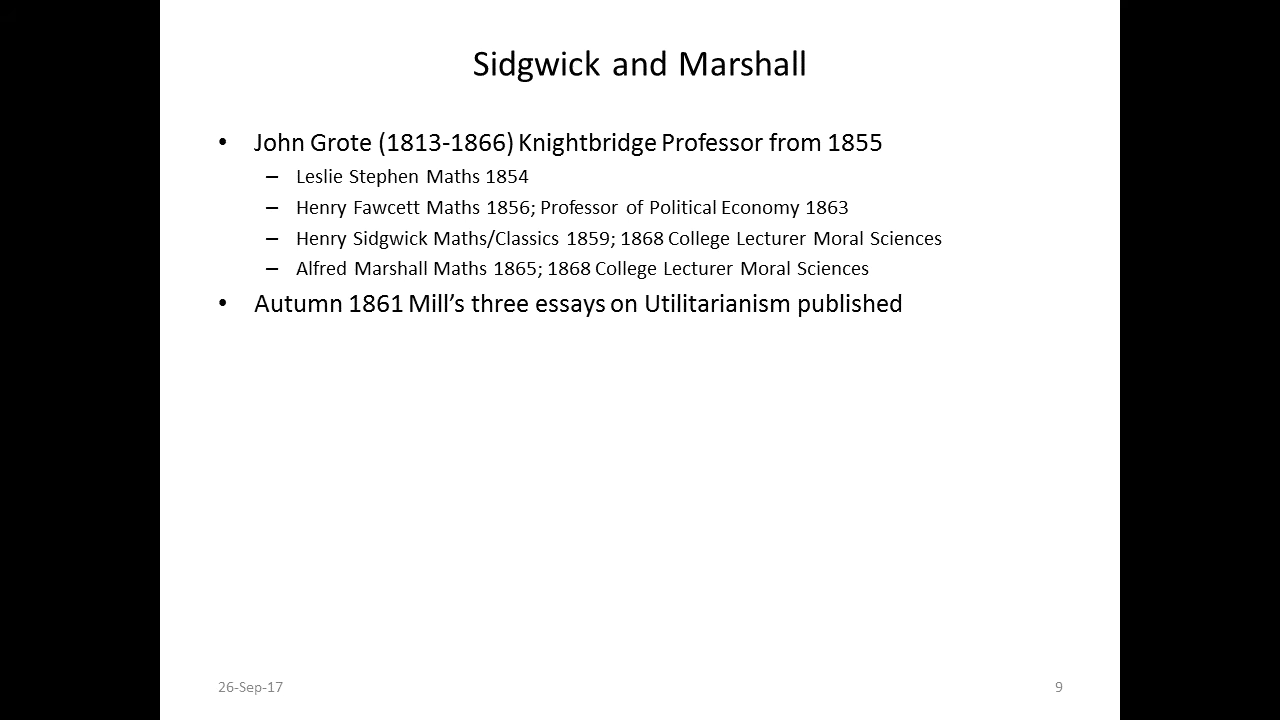 Sidgwick and Marshall
• John Grote (1813-1866) Knightbridge Professor from 1855
– Leslie Stephen Maths 1854
– Henry Fawcett Maths 1856; Professor of Political Economy 1863
– Henry Sidgwick Maths/Classics 1859; 1868 College Lecturer Moral Sciences
– Alfred Marshall Maths 1865; 1868 College Lecturer Moral Sciences
• Autumn 1861 Mill’s three essays on Utilitarianism published
26-Sep-17
9